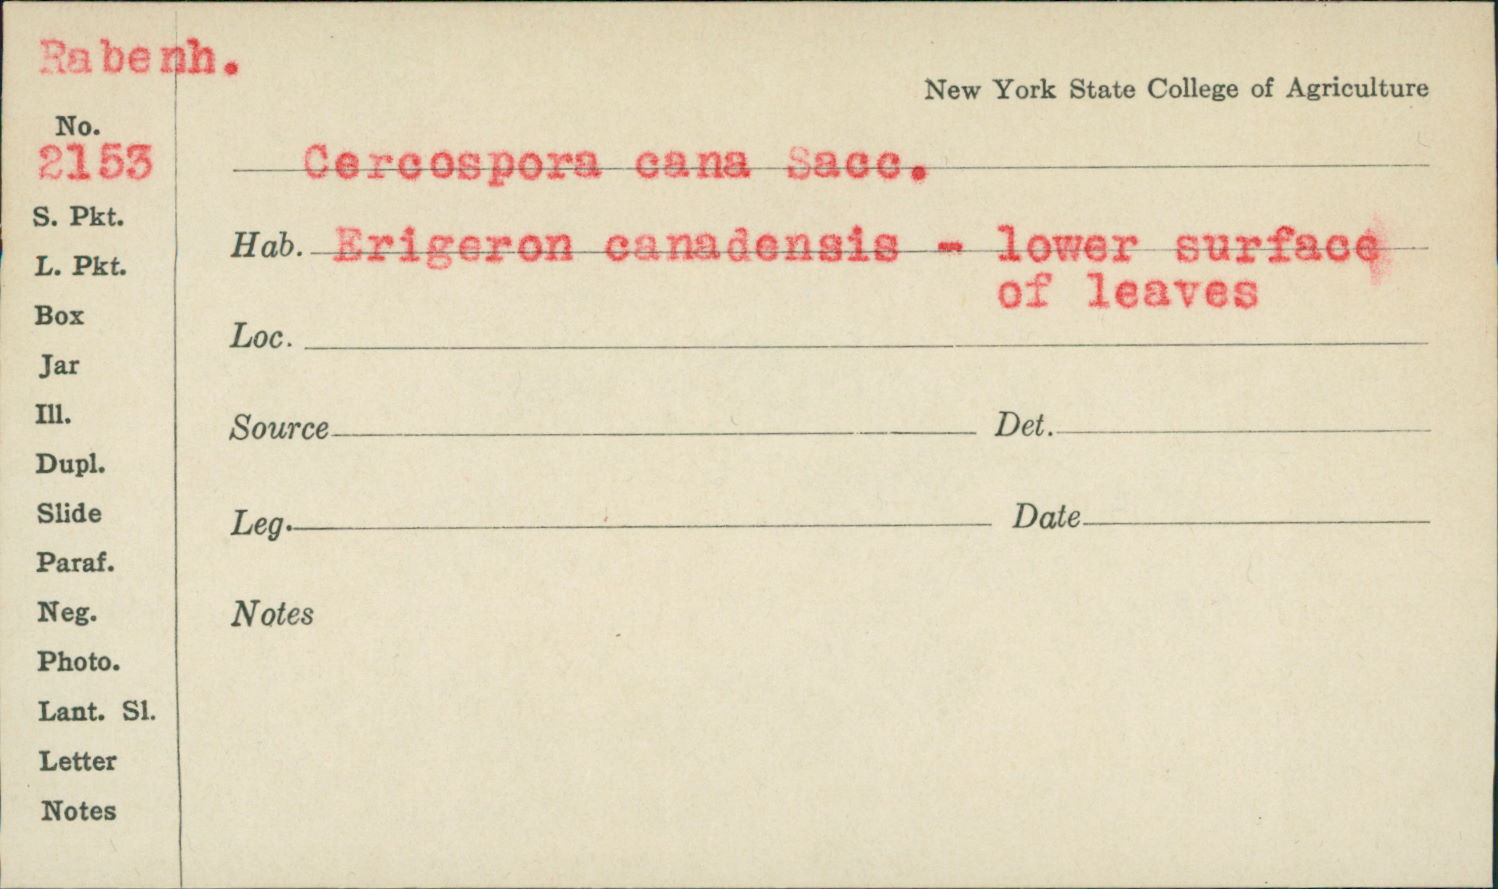 Rabenh.
New York State College of Agriculture
No.
2153
Cercospora cana Sacc.
S. Pkt.
Hab. Erigeron canadensis - lower surface
of leaves
L. Pkt.
Box
Loc.
Jar
Ill.
Source Det.
Dupl.
Slide
Leg. Date
Paraf.
Neg.
Notes
Photo.
Lant. Sl.
Letter
Notes